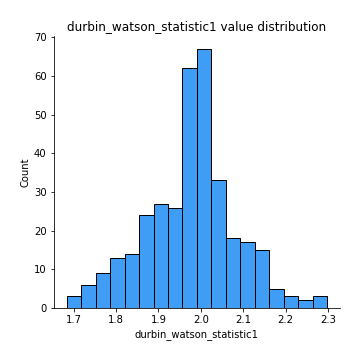 durbin_watson_statistic1 value distribution
70
60
50
40
30
20
10
0
Count
1.7 1.8 1.9 2.0 2.1 2.2 2.3
durbin_watson_statistic1